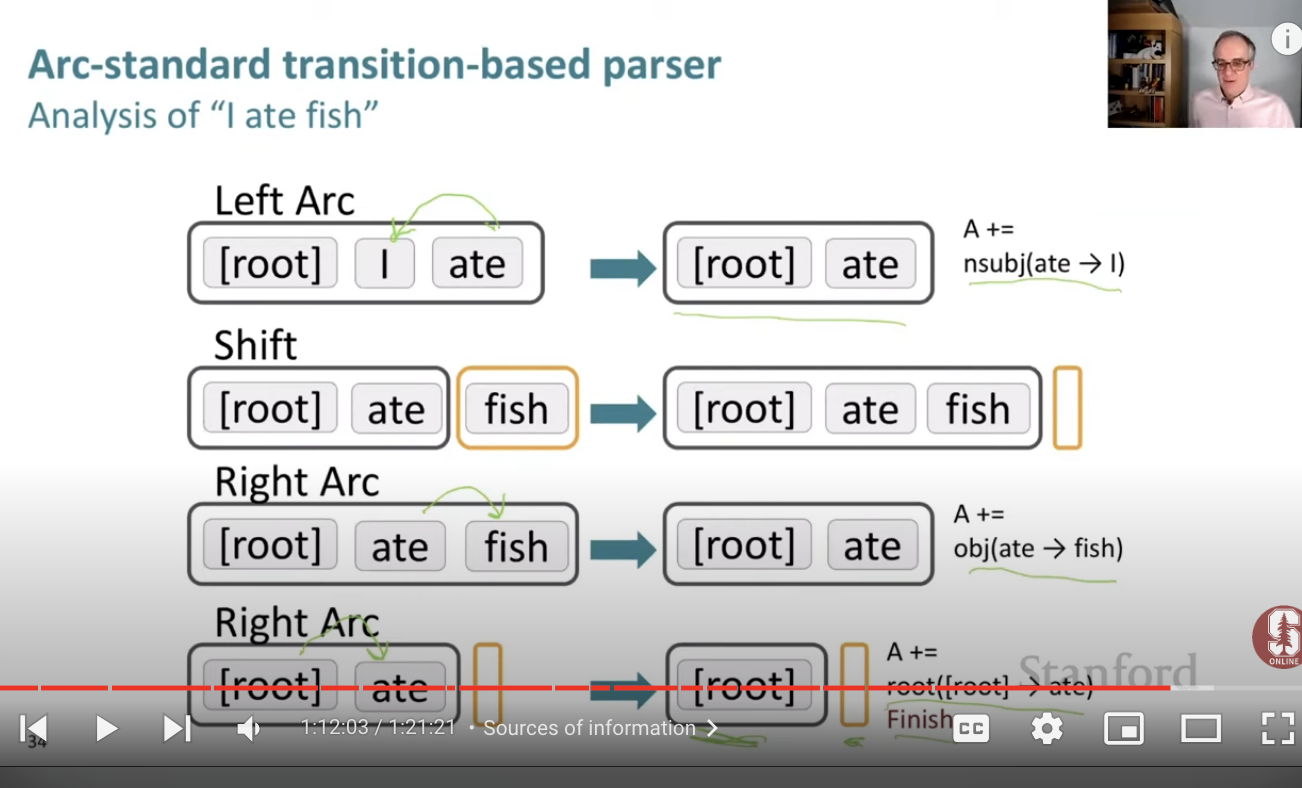 Arc-standard transition-based parser
Analysis of “I ate fish”
Left Arc
[root] I ate [root] ate
A +=
nsubj(ate → I)
Shift
[root] ate fish [root] ate fish
Right Arc
[root] ate fish [root] ate
A +=
obj(ate → fish)
Right Arc
[root] ate [root]
A +=
root([root] → ate)
Finish
Stanford
S
ONLINE
i
34
1:12:03 / 1:21:21 • Sources of information
CC